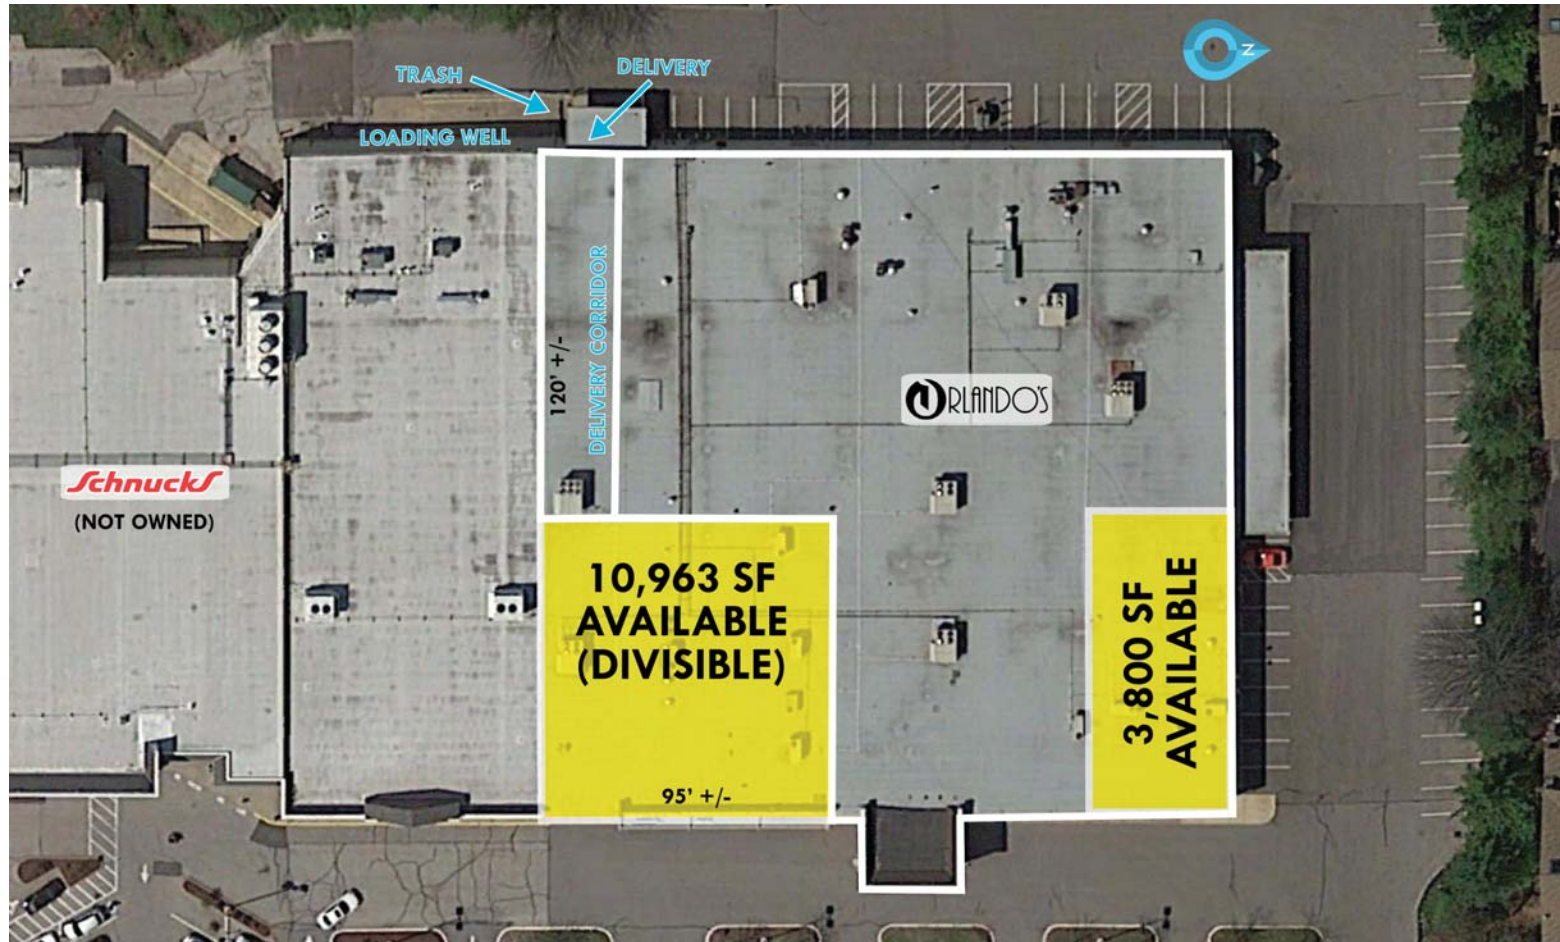 N
TRASH
DELIVERY
LOADING WELL
120' +/-
DELIVERY CORRIDOR
ORLANDO'S
Schnucks
(NOT OWNED)
10,963 SF
AVAILABLE
(DIVISIBLE)
95' +/-
3,800 SF
AVAILABLE